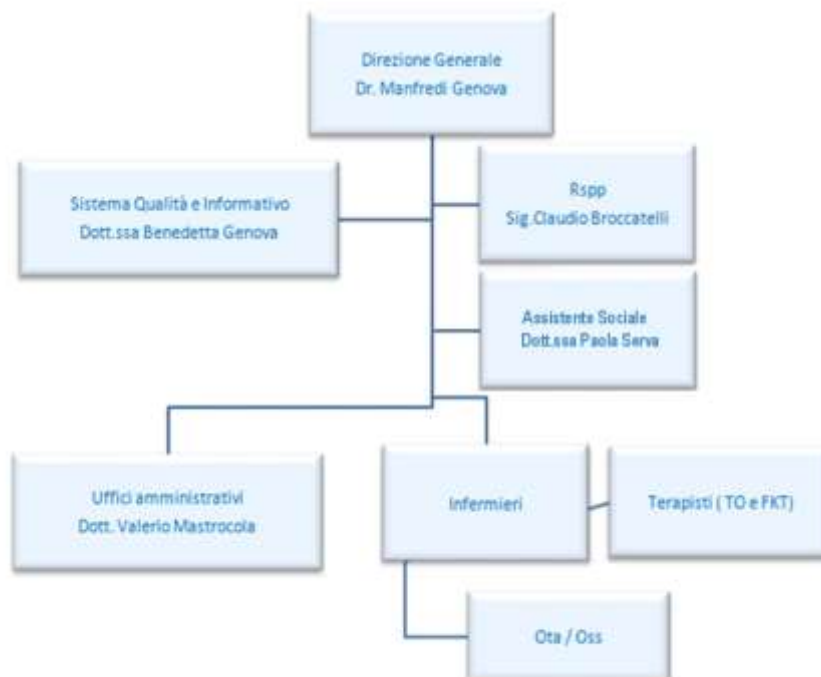 Direzione Generale
Dr. Manfredi Genova
Sistema Qualità e Informativo
Dott.ssa Benedetta Genova
Rspp
Sig.Claudio Broccatelli
Assistente Sociale
Dott.ssa Paola Serva
Uffici amministrativi
Dott. Valerio Mastrocola
Infermieri
Terapisti ( TO e FKT)
Ota / Oss